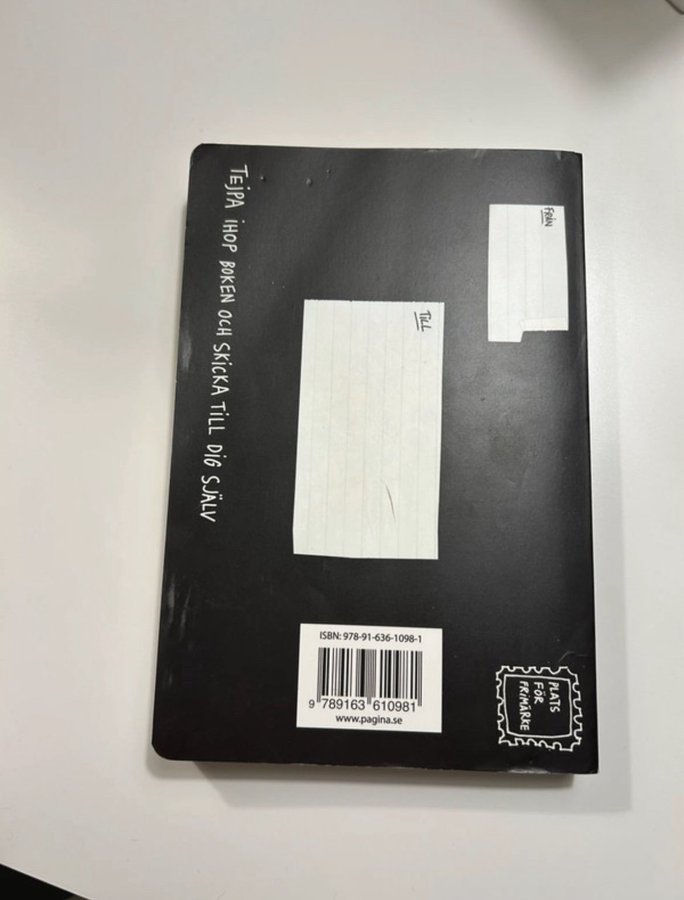 FRÅN
TILL
TEJPA IHOP BOKEN OCH SKICKA TILL DIG SJÄLV
PLATS
FÖR
FRIMÄRKE
ISBN: 978-91-636-1098-1
9 789163 610981
www.pagina.se